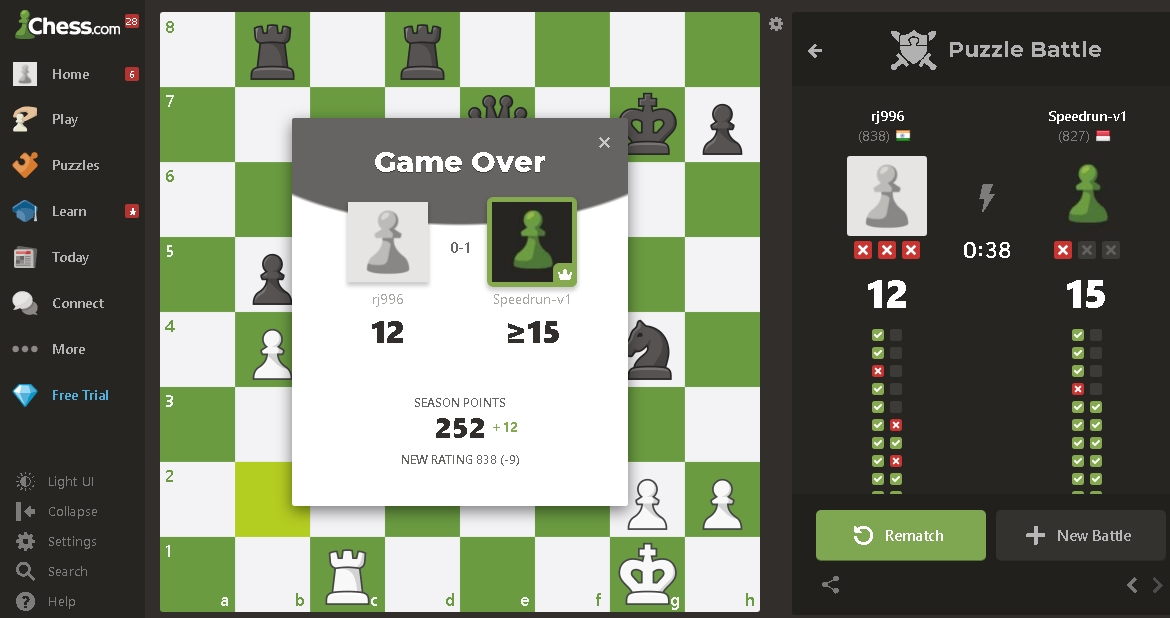 Chess.com 28
Home 6
Play
Puzzles
Learn
Today
Connect
More
Free Trial
Light UI
Collapse
Settings
Search
Help
8
7
6
5
4
3
2
1
a b c d e f g h
Game Over
0-1
rj996 Speedrun-v1
12 ≥15
SEASON POINTS
252 +12
NEW RATING 838 (-9)
Puzzle Battle
rj996 Speedrun-v1
(838) (827)
0:38
12 15
Rematch
New Battle